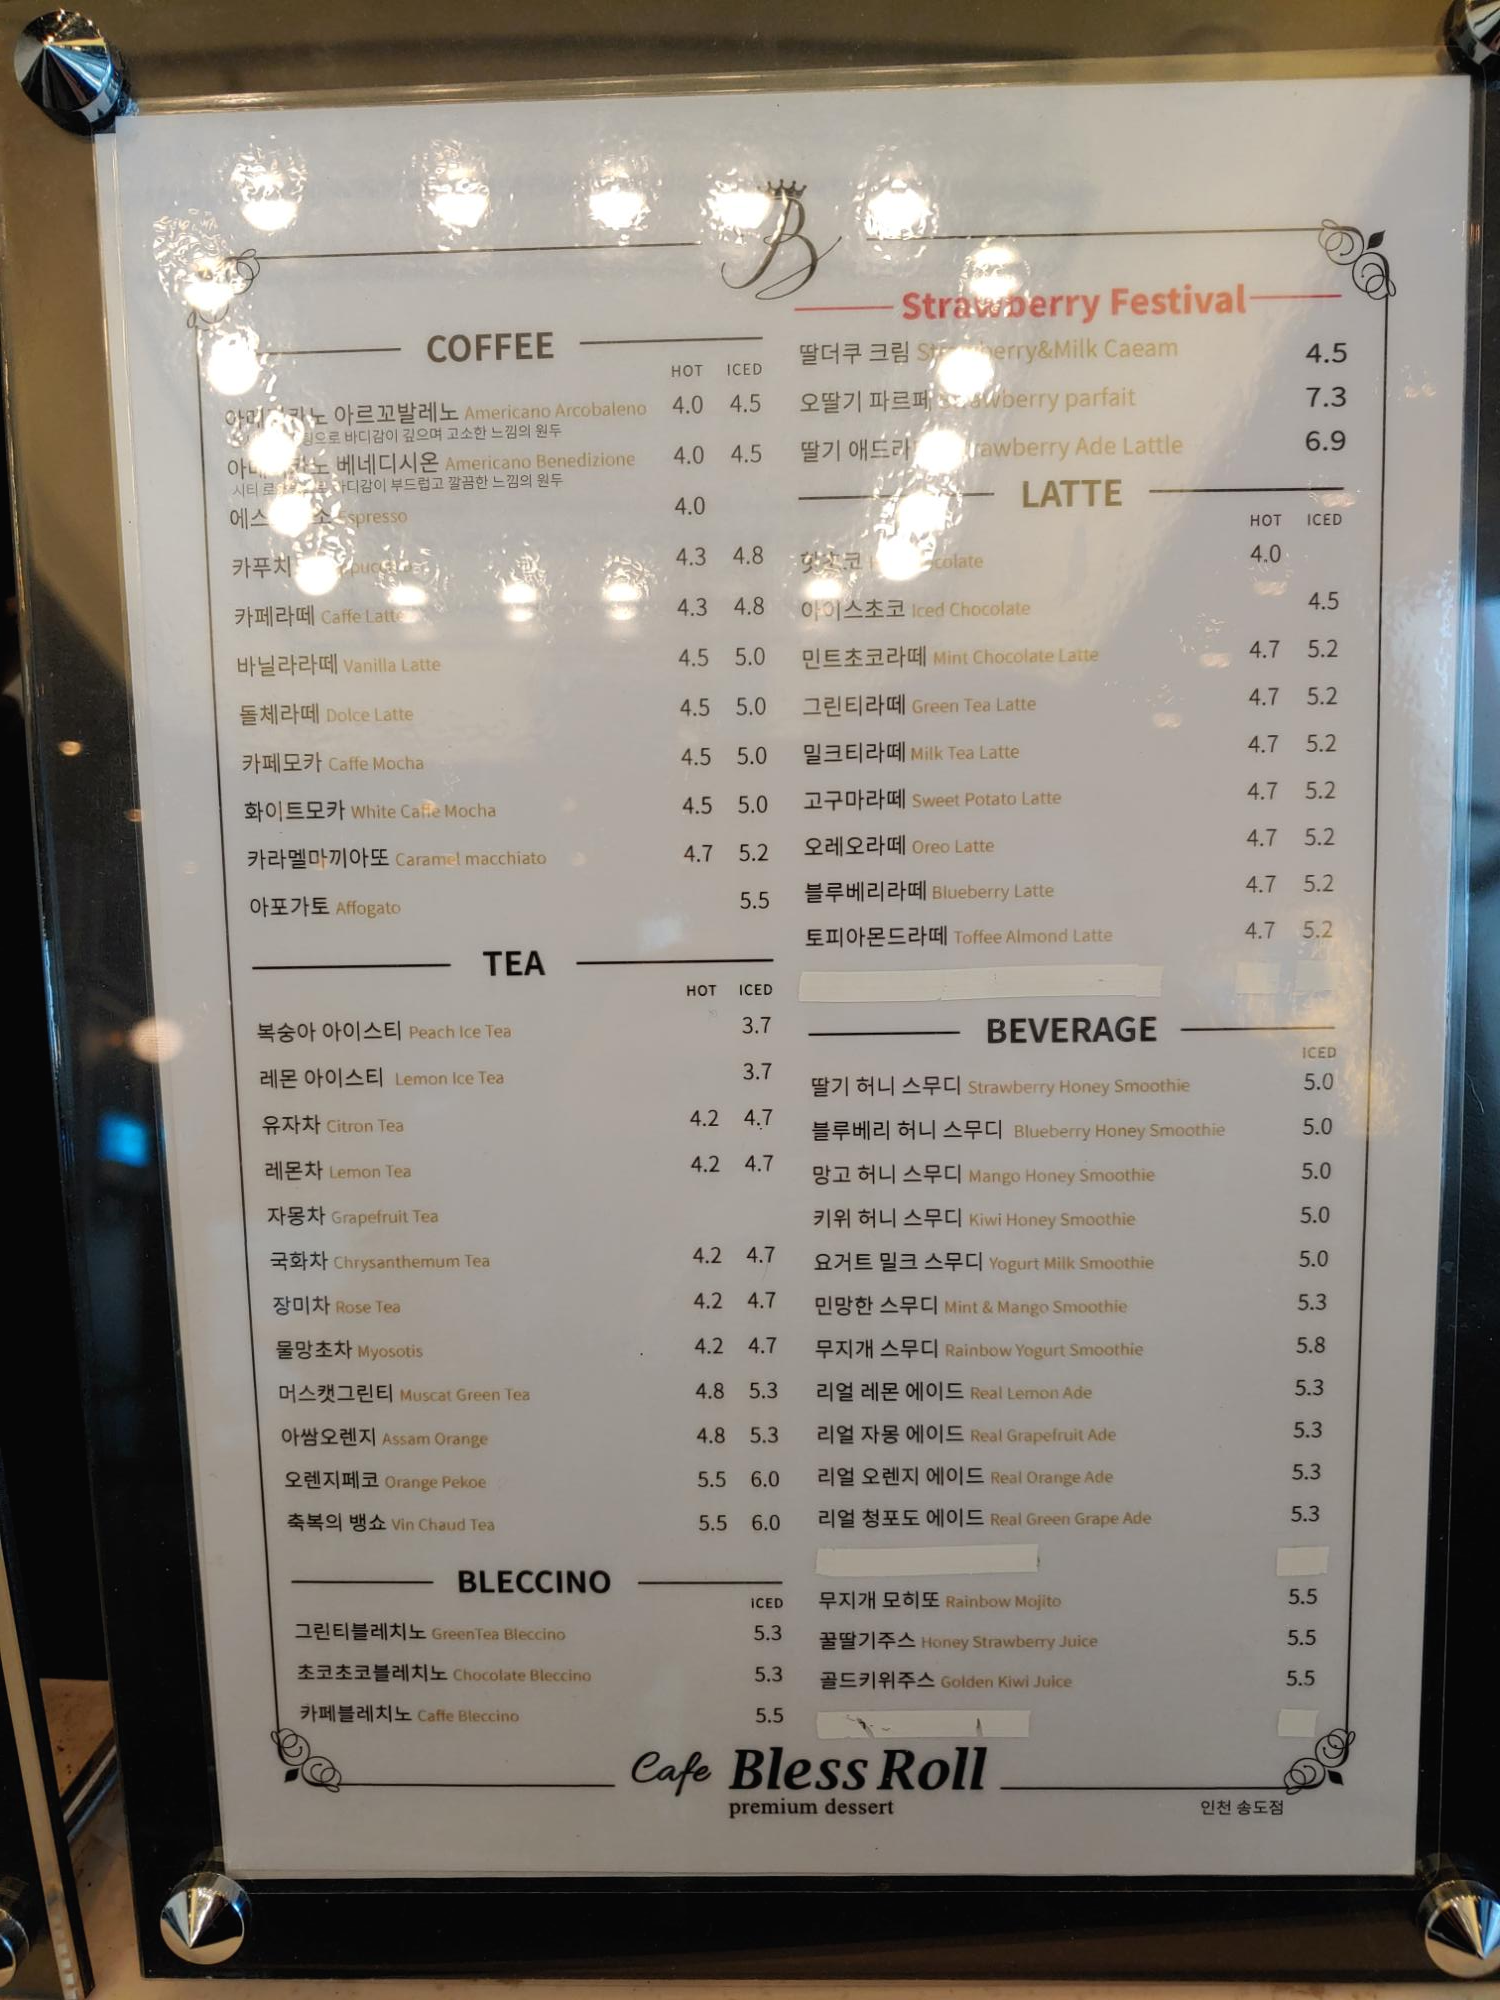 B
COFFEE
HOT ICED
아르꼬발레노 Americano Arcobaleno 4.0 4.5
바디감이 깊으며 고소한 느낌의 원두
베네디시온 Americano Benedizione 4.0 4.5
바디감이 부드럽고 깔끔한 느낌의 원두
Espresso 4.0
4.3 4.8
카페라떼 Caffe Latte 4.3 4.8
바닐라라떼 Vanilla Latte 4.5 5.0
돌체라떼 Dolce Latte 4.5 5.0
카페모카 Caffe Mocha 4.5 5.0
화이트모카 White Caffe Mocha 4.5 5.0
카라멜마끼아또 Caramel macchiato 4.7 5.2
아포가토 Affogato 5.5
TEA
HOT ICED
복숭아 아이스티 Peach Ice Tea 3.7
레몬 아이스티 Lemon Ice Tea 3.7
유자차 Citron Tea 4.2 4.7
레몬차 Lemon Tea 4.2 4.7
자몽차 Grapefruit Tea
국화차 Chrysanthemum Tea 4.2 4.7
장미차 Rose Tea 4.2 4.7
물망초차 Myosotis 4.2 4.7
머스캣그린티 Muscat Green Tea 4.8 5.3
아쌈오렌지 Assam Orange 4.8 5.3
오렌지페코 Orange Pekoe 5.5 6.0
축복의 뱅쇼 Vin Chaud Tea 5.5 6.0
BLECCINO
ICED
그린티블레치노 GreenTea Bleccino 5.3
초코초코블레치노 Chocolate Bleccino 5.3
카페블레치노 Caffe Bleccino 5.5
Strawberry Festival
딸더쿠 크림 Strawberry&Milk Caeam 4.5
오딸기 파르페 Strawberry parfait 7.3
딸기 Strawberry Ade Lattle 6.9
LATTE
HOT ICED
핫초코 4.0
아이스초코 Iced Chocolate 4.5
민트초코라떼 Mint Chocolate Latte 4.7 5.2
그린티라떼 Green Tea Latte 4.7 5.2
밀크티라떼 Milk Tea Latte 4.7 5.2
고구마라떼 Sweet Potato Latte 4.7 5.2
오레오라떼 Oreo Latte 4.7 5.2
블루베리라떼 Blueberry Latte 4.7 5.2
토피아몬드라떼 Toffee Almond Latte 4.7 5.2
BEVERAGE
ICED
딸기 허니 스무디 Strawberry Honey Smoothie 5.0
블루베리 허니 스무디 Blueberry Honey Smoothie 5.0
망고 허니 스무디 Mango Honey Smoothie 5.0
키위 허니 스무디 Kiwi Honey Smoothie 5.0
요거트 밀크 스무디 Yogurt Milk Smoothie 5.0
민망한 스무디 Mint & Mango Smoothie 5.3
무지개 스무디 Rainbow Yogurt Smoothie 5.8
리얼 레몬 에이드 Real Lemon Ade 5.3
리얼 자몽 에이드 Real Grapefruit Ade 5.3
리얼 오렌지 에이드 Real Orange Ade 5.3
리얼 청포도 에이드 Real Green Grape Ade 5.3
무지개 모히또 Rainbow Mojito 5.5
꿀딸기주스 Honey Strawberry Juice 5.5
골드키위주스 Golden Kiwi Juice 5.5
Cafe Bless Roll
premium dessert
인천 송도점